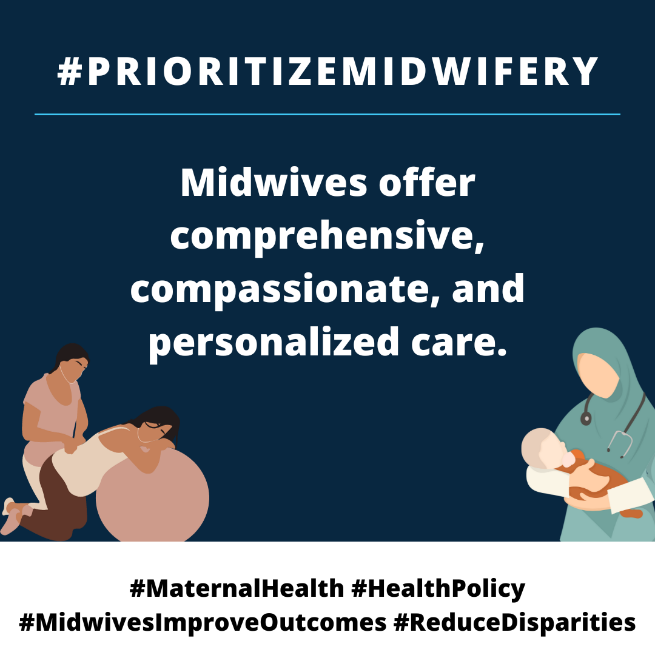 #PRIORITIZEMIDWIFERY
Midwives offer
comprehensive,
compassionate, and
personalized care.
#MaternalHealth #HealthPolicy
#MidwivesImproveOutcomes #ReduceDisparities